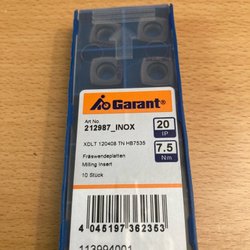 Garant
Art No.
212987_INOX
20
IP
XDLT 120408 TN HB7535
7.5
Nm
Fräswendeplatten
Milling Insert
10 Stück
4 045197 362353
113994001